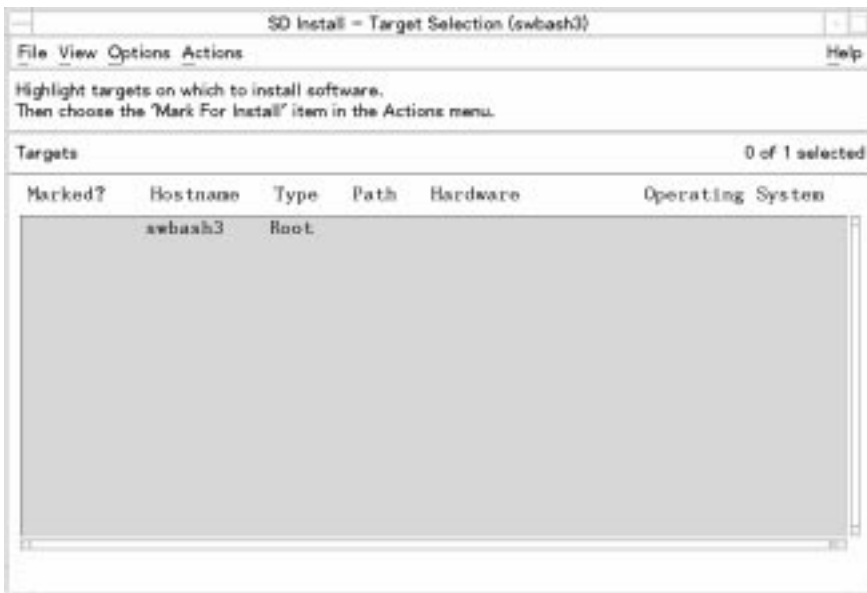 SD Install - Target Selection (swbash3)
File View Options Actions Help
Highlight targets on which to install software.
Then choose the "Mark For Install" item in the Actions menu.
Targets 0 of 1 selected
Marked? Hostname Type Path Hardware Operating System
swbash3 Root